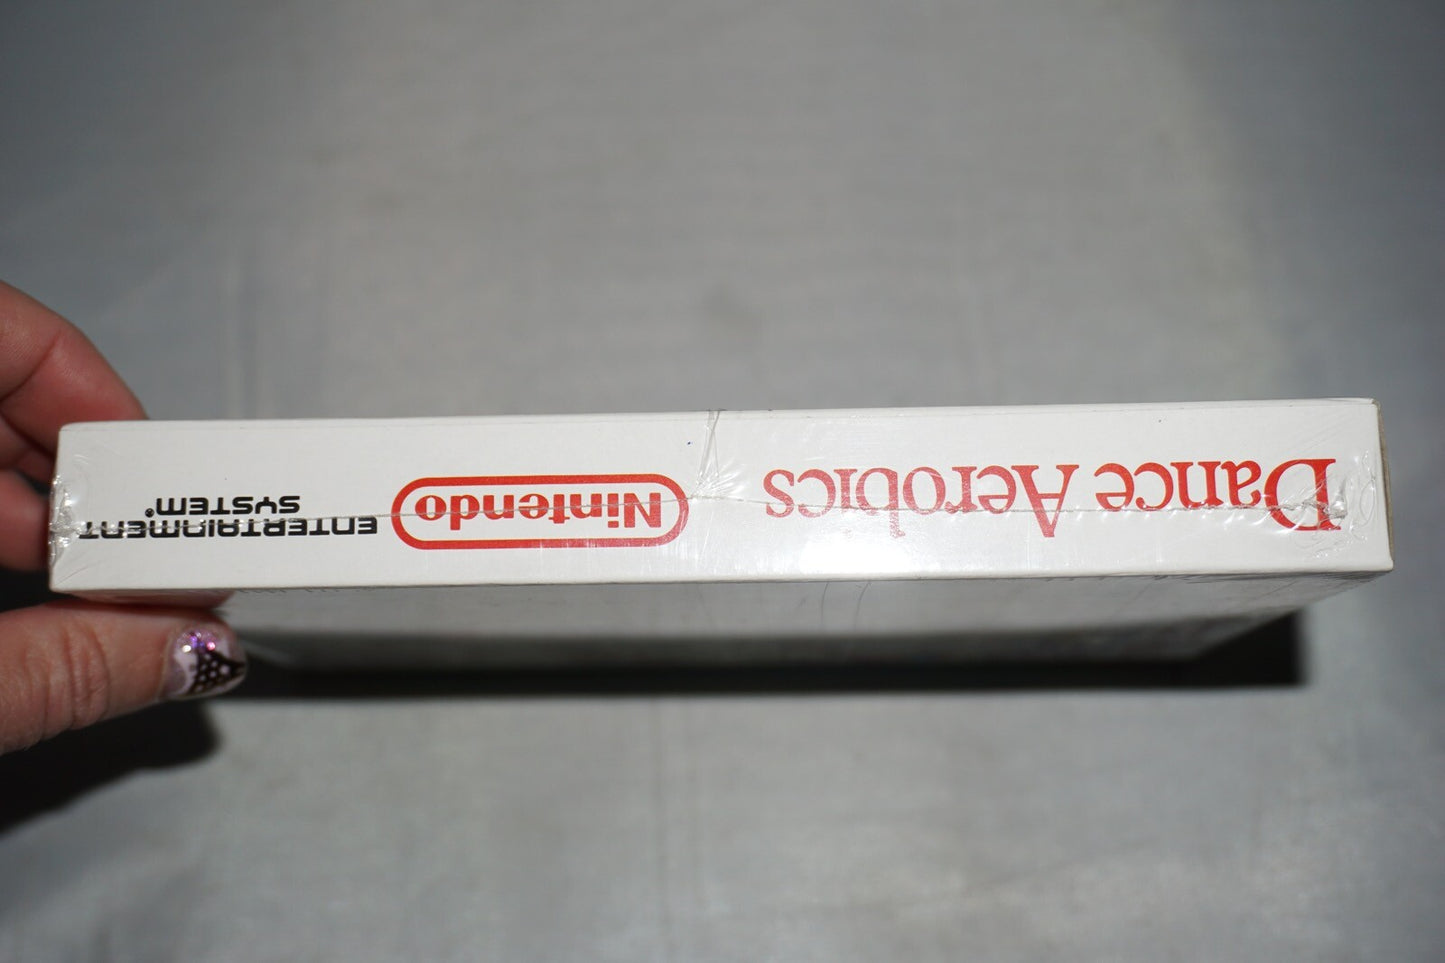 Dance Aerobics
Nintendo
ENTERTAINMENT
SYSTEM®